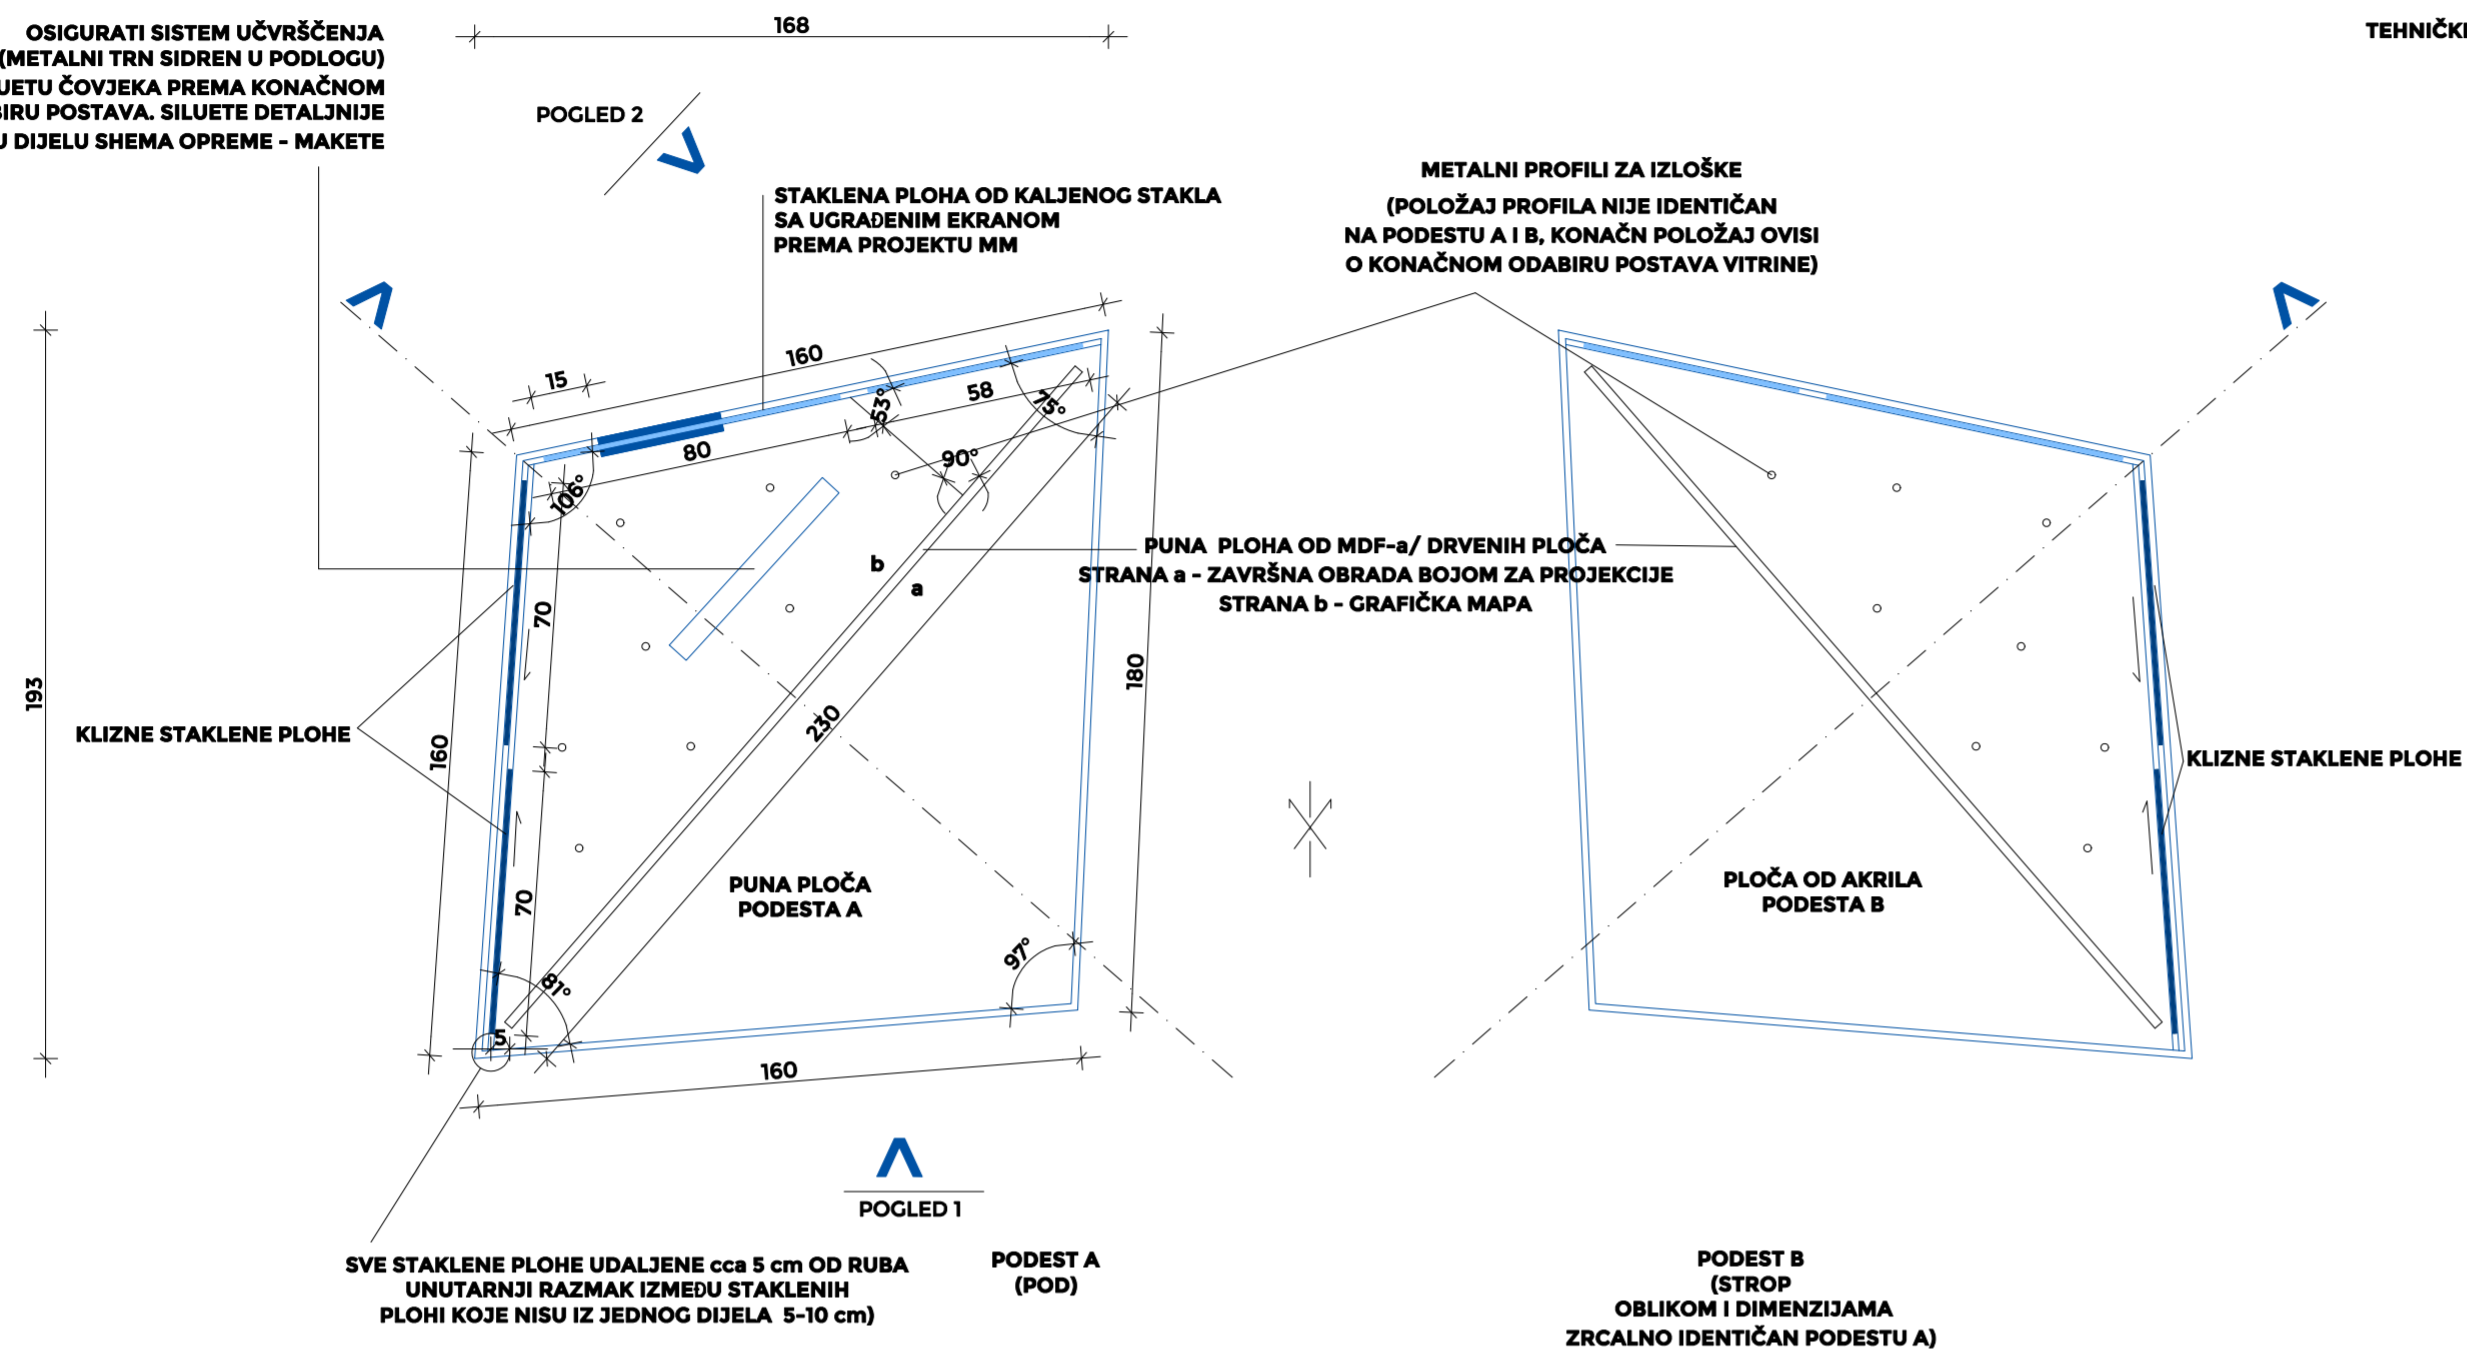 OSIGURATI SISTEM UČVRŠČENJA
(METALNI TRN SIDREN U PODLOGU)
ČOVJEKA PREMA KONAČNOM
POSTAVA. SILUETE DETALJNIJE
U DIJELU SHEMA OPREME - MAKETE
168
POGLED 2
STAKLENA PLOHA OD KALJENOG STAKLA
SA UGRAĐENIM EKRANOM
PREMA PROJEKTU MM
METALNI PROFILI ZA IZLOŠKE
(POLOŽAJ PROFILA NIJE IDENTIČAN
NA PODESTU A I B, KONAČN POLOŽAJ OVISI
O KONAČNOM ODABIRU POSTAVA VITRINE)
160
15
58
53°
75°
80
90°
106°
PUNA PLOHA OD MDF-a/ DRVENIH PLOČA
STRANA a - ZAVRŠNA OBRADA BOJOM ZA PROJEKCIJE
STRANA b - GRAFIČKA MAPA
b
a
70
180
193
230
160
KLIZNE STAKLENE PLOHE
KLIZNE STAKLENE PLOHE
PUNA PLOČA
PODESTA A
PLOČA OD AKRILA
PODESTA B
70
97°
81°
5
160
POGLED 1
SVE STAKLENE PLOHE UDALJENE cca 5 cm OD RUBA
UNUTARNJI RAZMAK IZMEĐU STAKLENIH
PLOHI KOJE NISU IZ JEDNOG DIJELA 5-10 cm)
PODEST A
(POD)
PODEST B
(STROP
OBLIKOM I DIMENZIJAMA
ZRCALNO IDENTIČAN PODESTU A)